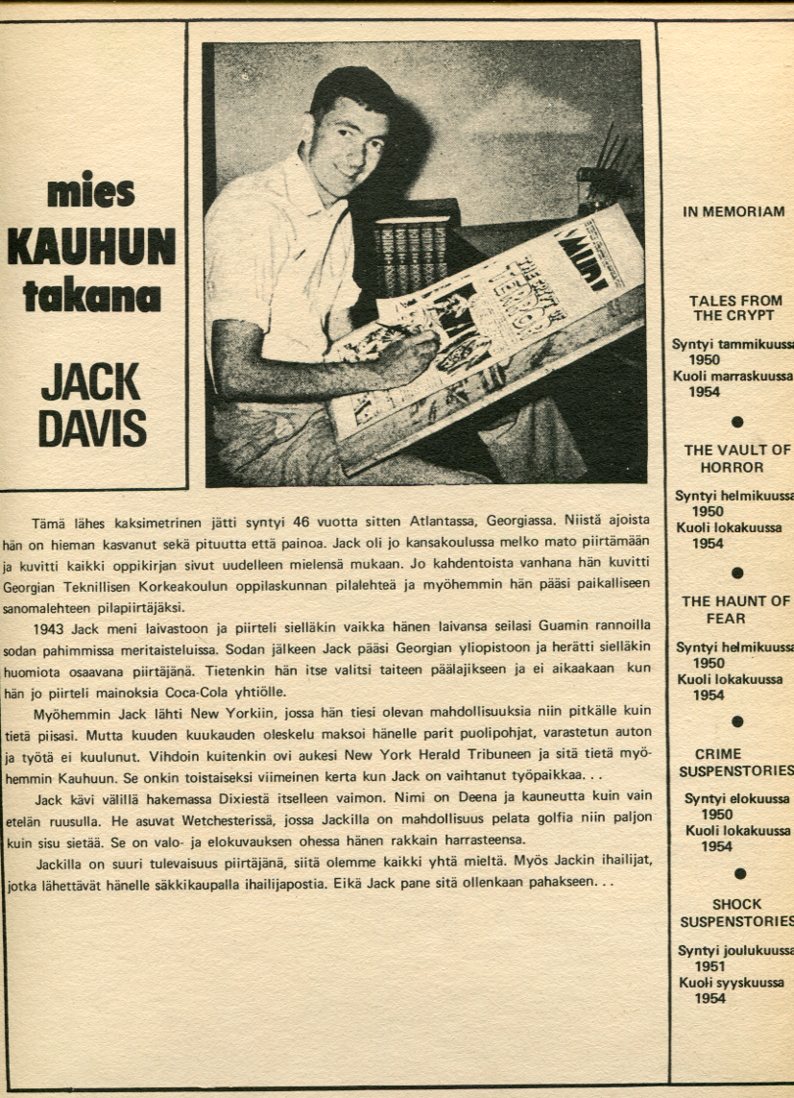 mies
KAUHUN
takana
JACK
DAVIS
THE CRYPT OF
TERROR
Tämä lähes kaksimetrinen jätti syntyi 46 vuotta sitten Atlantassa, Georgiassa. Niistä ajoista
hän on hieman kasvanut sekä pituutta että painoa. Jack oli jo kansakoulussa melko mato piirtämään
ja kuvitti kaikki oppikirjan sivut uudelleen mielensä mukaan. Jo kahdentoista vanhana hän kuvitti
Georgian Teknillisen Korkeakoulun oppilaskunnan pilalehteä ja myöhemmin hän pääsi paikalliseen
sanomalehteen pilapiirtäjäksi.
1943 Jack meni laivastoon ja piirteli sielläkin vaikka hänen laivansa seilasi Guamin rannoilla
sodan pahimmissa meritaisteluissa. Sodan jälkeen Jack pääsi Georgian yliopistoon ja herätti sielläkin
huomiota osaavana piirtäjänä. Tietenkin hän itse valitsi taiteen päälajikseen ja ei aikaakaan kun
hän jo piirteli mainoksia Coca-Cola yhtiölle.
Myöhemmin Jack lähti New Yorkiin, jossa hän tiesi olevan mahdollisuuksia niin pitkälle kuin
tietä piisasi. Mutta kuuden kuukauden oleskelu maksoi hänelle parit puolipohjat, varastetun auton
ja työtä ei kuulunut. Vihdoin kuitenkin ovi aukesi New York Herald Tribuneen ja sitä tietä myö-
hemmin Kauhuun. Se onkin toistaiseksi viimeinen kerta kun Jack on vaihtanut työpaikkaa. . .
Jack kävi välillä hakemassa Dixiestä itselleen vaimon. Nimi on Deena ja kauneutta kuin vain
etelän ruusulla. He asuvat Wetchesterissä, jossa Jackilla on mahdollisuus pelata golfia niin paljon
kuin sisu sietää. Se on valo- ja elokuvauksen ohessa hänen rakkain harrasteensa.
Jackilla on suuri tulevaisuus piirtäjänä, siitä olemme kaikki yhtä mieltä. Myös Jackin ihailijat,
jotka lähettävät hänelle säkkikaupalla ihailijapostia. Eikä Jack pane sitä ollenkaan pahakseen. . .
IN MEMORIAM
TALES FROM
THE CRYPT
Syntyi tammikuussa
1950
Kuoli marraskuussa
1954
●
THE VAULT OF
HORROR
Syntyi helmikuussa
1950
Kuoli lokakuussa
1954
●
THE HAUNT OF
FEAR
Syntyi helmikuussa
1950
Kuoli lokakuussa
1954
●
CRIME
SUSPENSTORIES
Syntyi elokuussa
1950
Kuoli lokakuussa
1954
●
SHOCK
SUSPENSTORIES
Syntyi joulukuussa
1951
Kuoli syyskuussa
1954